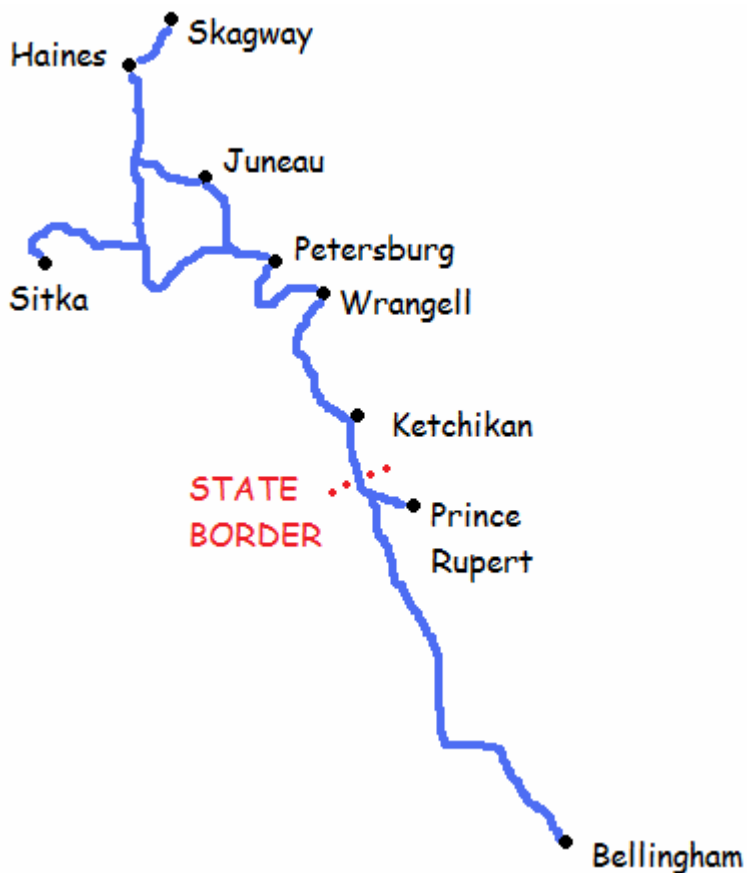 Skagway
Haines
Juneau
Petersburg
Sitka
Wrangell
Ketchikan
STATE
BORDER
Prince
Rupert
Bellingham